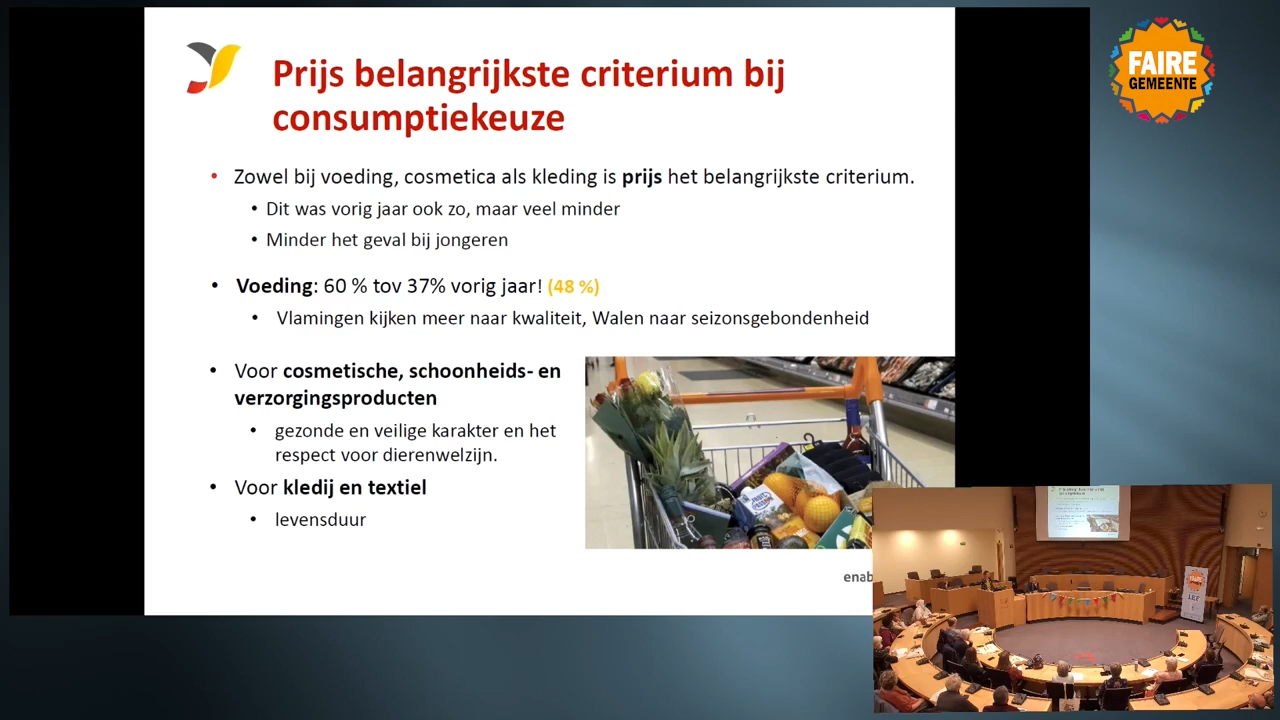 Prijs belangrijkste criterium bij
consumptiekeuze
• Zowel bij voeding, cosmetica als kleding is prijs het belangrijkste criterium.
• Dit was vorig jaar ook zo, maar veel minder
• Minder het geval bij jongeren
• Voeding: 60 % tov 37% vorig jaar! (48 %)
• Vlamingen kijken meer naar kwaliteit, Walen naar seizonsgebondenheid
• Voor cosmetische, schoonheids- en
verzorgingsproducten
• gezonde en veilige karakter en het
respect voor dierenwelzijn.
• Voor kledij en textiel
• levensduur
enab
FAIRE
GEMEENTE